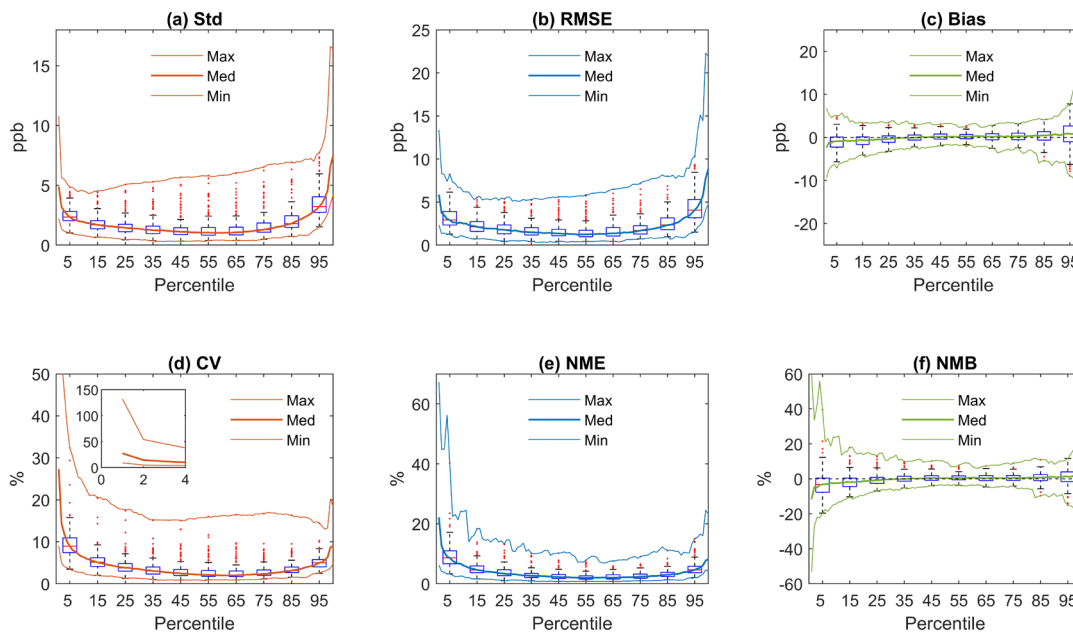 (a) Std
(b) RMSE
(c) Bias
15
10
5
0
ppb
Max
Med
Min
5 15 25 35 45 55 65 75 85 95
Percentile
25
20
15
10
5
0
ppb
Max
Med
Min
5 15 25 35 45 55 65 75 85 95
Percentile
20
10
0
-10
-20
ppb
Max
Med
Min
5 15 25 35 45 55 65 75 85 95
Percentile
(d) CV
(e) NME
(f) NMB
50
40
30
20
10
0
%
150
100
50
0
0 2 4
Max
Med
Min
5 15 25 35 45 55 65 75 85 95
Percentile
80
60
40
20
0
%
Max
Med
Min
5 15 25 35 45 55 65 75 85 95
Percentile
60
40
20
0
-20
-40
-60
%
Max
Med
Min
5 15 25 35 45 55 65 75 85 95
Percentile